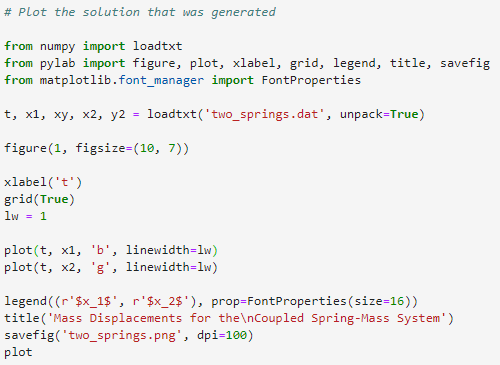 # Plot the solution that was generated
from numpy import loadtxt
from pylab import figure, plot, xlabel, grid, legend, title, savefig
from matplotlib.font_manager import FontProperties
t, x1, xy, x2, y2 = loadtxt('two_springs.dat', unpack=True)
figure(1, figsize=(10, 7))
xlabel('t')
grid(True)
lw = 1
plot(t, x1, 'b', linewidth=lw)
plot(t, x2, 'g', linewidth=lw)
legend((r'$x_1$', r'$x_2$'), prop=FontProperties(size=16))
title('Mass Displacements for the\nCoupled Spring-Mass System')
savefig('two_springs.png', dpi=100)
plot